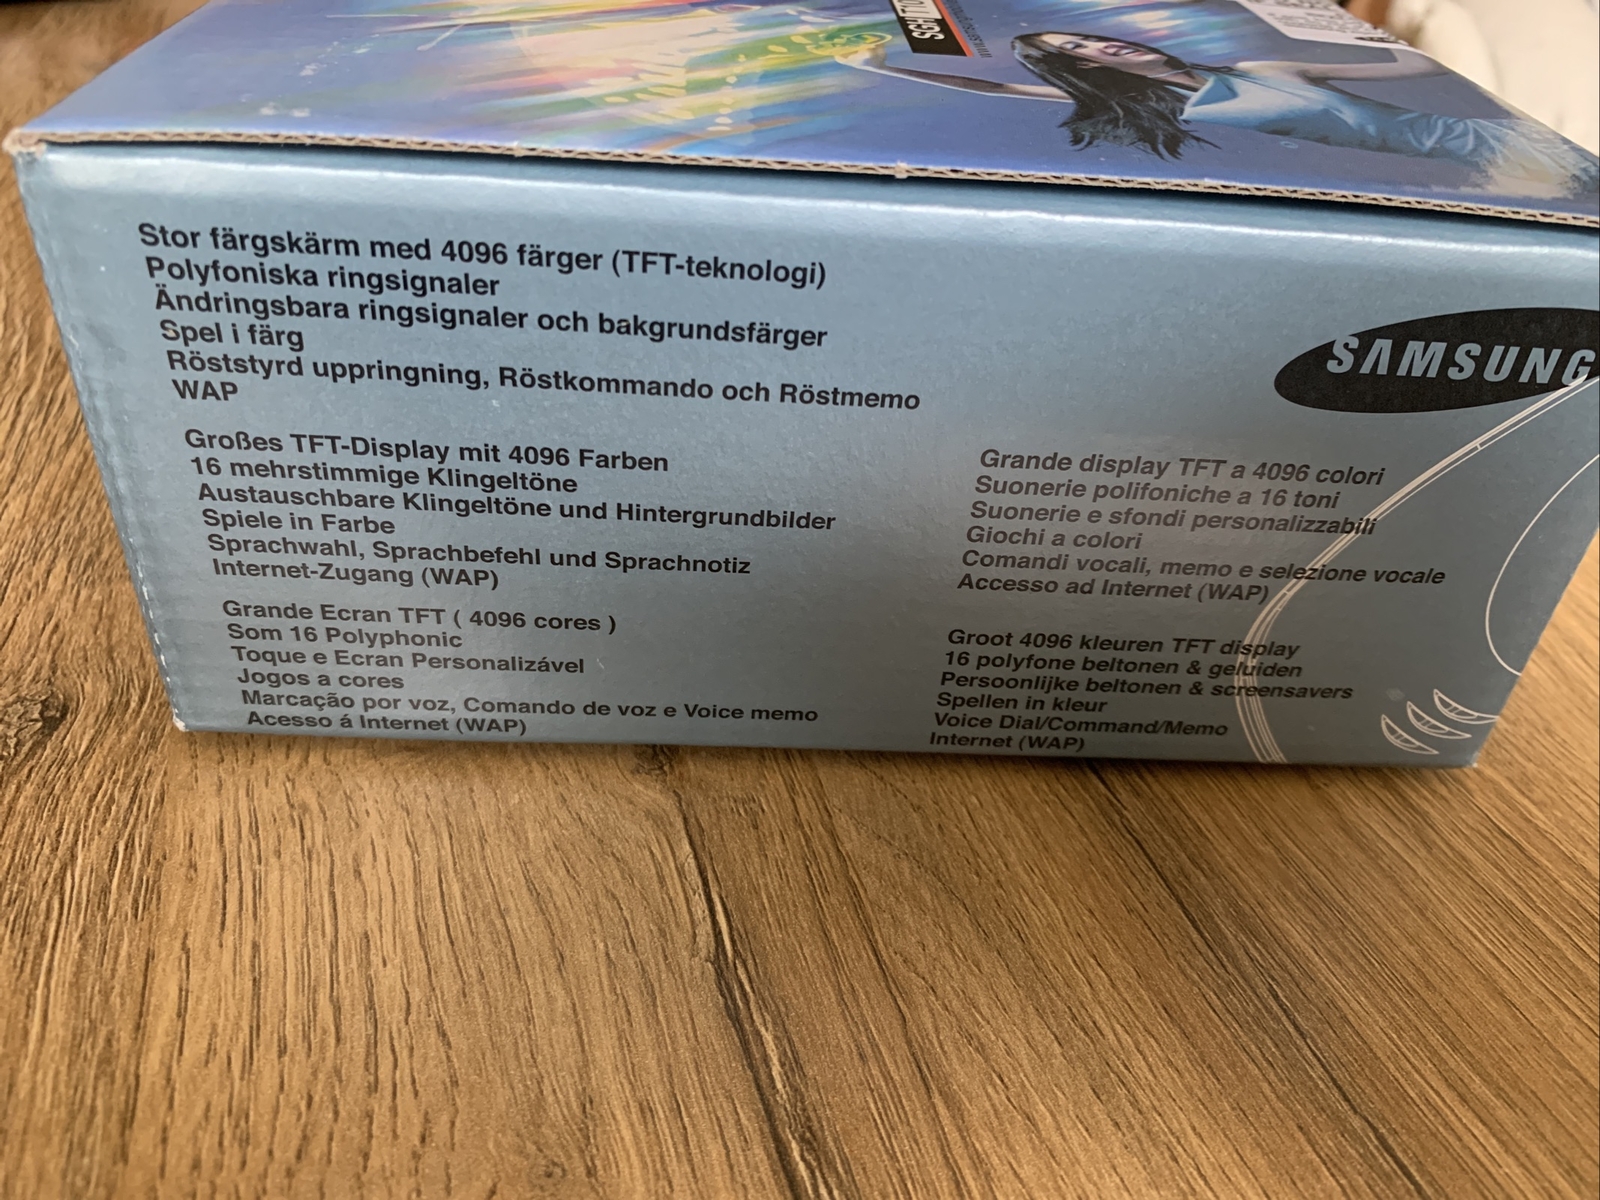 SGH
Stor färgskärm med 4096 färger (TFT-teknologi)
Polyfoniska ringsignaler
Ändringsbara ringsignaler och bakgrundsfärger
Spel i färg
Röststyrd uppringning, Röstkommando och Röstmemo
WAP
SAMSUNG
Großes TFT-Display mit 4096 Farben
16 mehrstimmige Klingeltöne
Austauschbare Klingeltöne und Hintergrundbilder
Spiele in Farbe
Sprachwahl, Sprachbefehl und Sprachnotiz
Internet-Zugang (WAP)
Grande Ecran TFT ( 4096 cores )
Som 16 Polyphonic
Toque e Ecran Personalizável
Jogos a cores
Marcação por voz, Comando de voz e Voice memo
Acesso á Internet (WAP)
Grande display TFT a 4096 colori
Suonerie polifoniche a 16 toni
Suonerie e sfondi personalizzabili
Giochi a colori
Comandi vocali, memo e selezione vocale
Accesso ad Internet (WAP)
Groot 4096 kleuren TFT display
16 polyfone beltonen & geluiden
Persoonlijke beltonen & screensavers
Spellen in kleur
Voice Dial/Command/Memo
Internet (WAP)